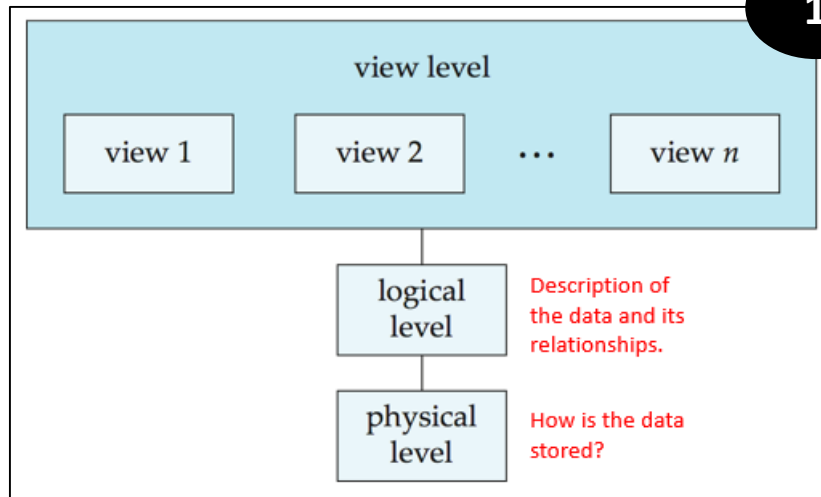 1
view level
view 1
view 2
...
view n
logical
level
Description of
the data and its
relationships.
physical
level
How is the data
stored?